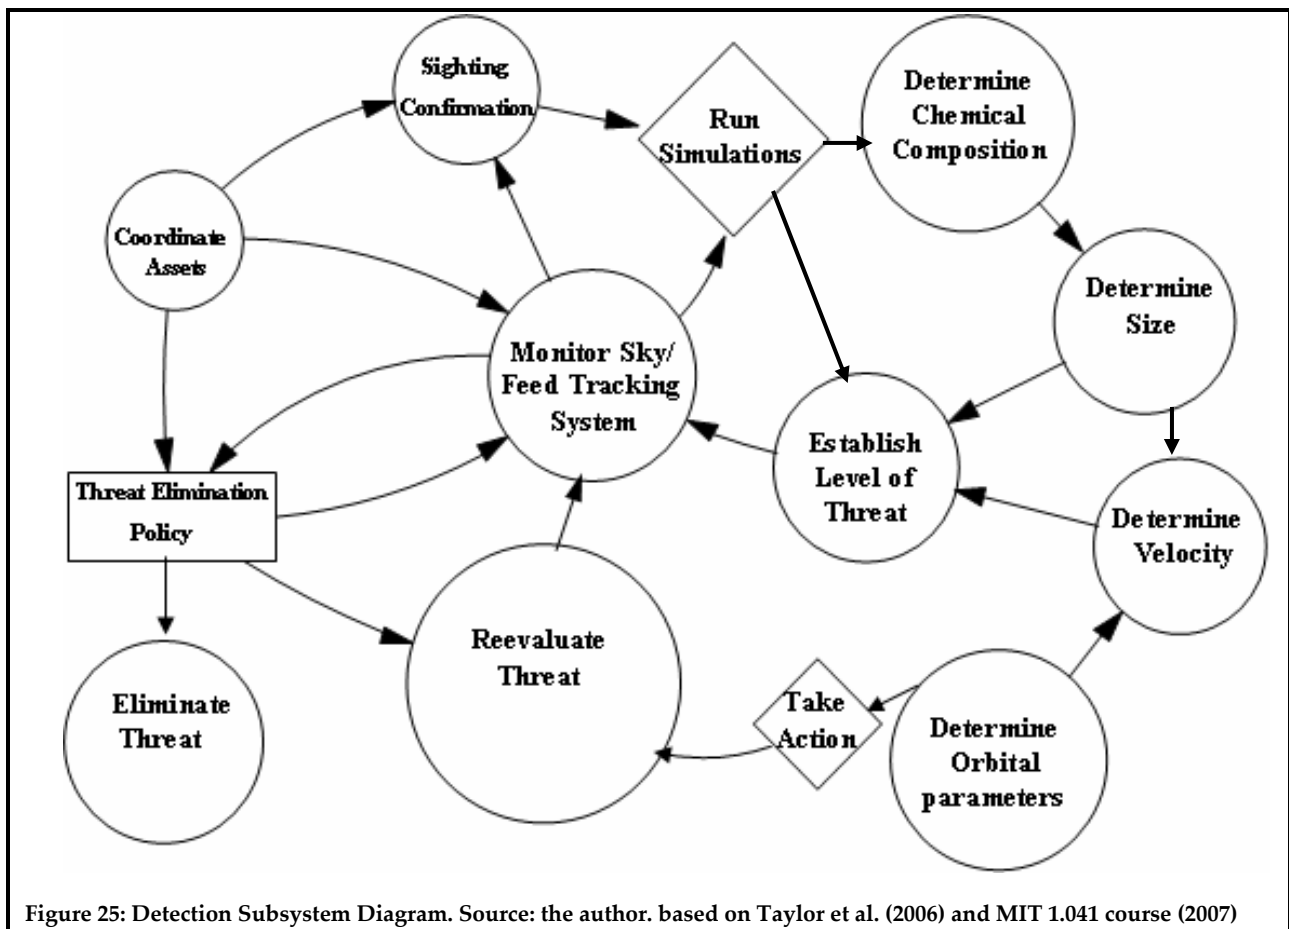 Sighting
Confirmation
Run
Simulations
Determine
Chemical
Composition
Coordinate
Assets
Determine
Size
Monitor Sky/
Feed Tracking
System
Establish
Level of
Threat
Threat Elimination
Policy
Determine
Velocity
Reevaluate
Threat
Eliminate
Threat
Take
Action
Determine
Orbital
parameters
Figure 25: Detection Subsystem Diagram. Source: the author. based on Taylor et al. (2006) and MIT 1.041 course (2007)